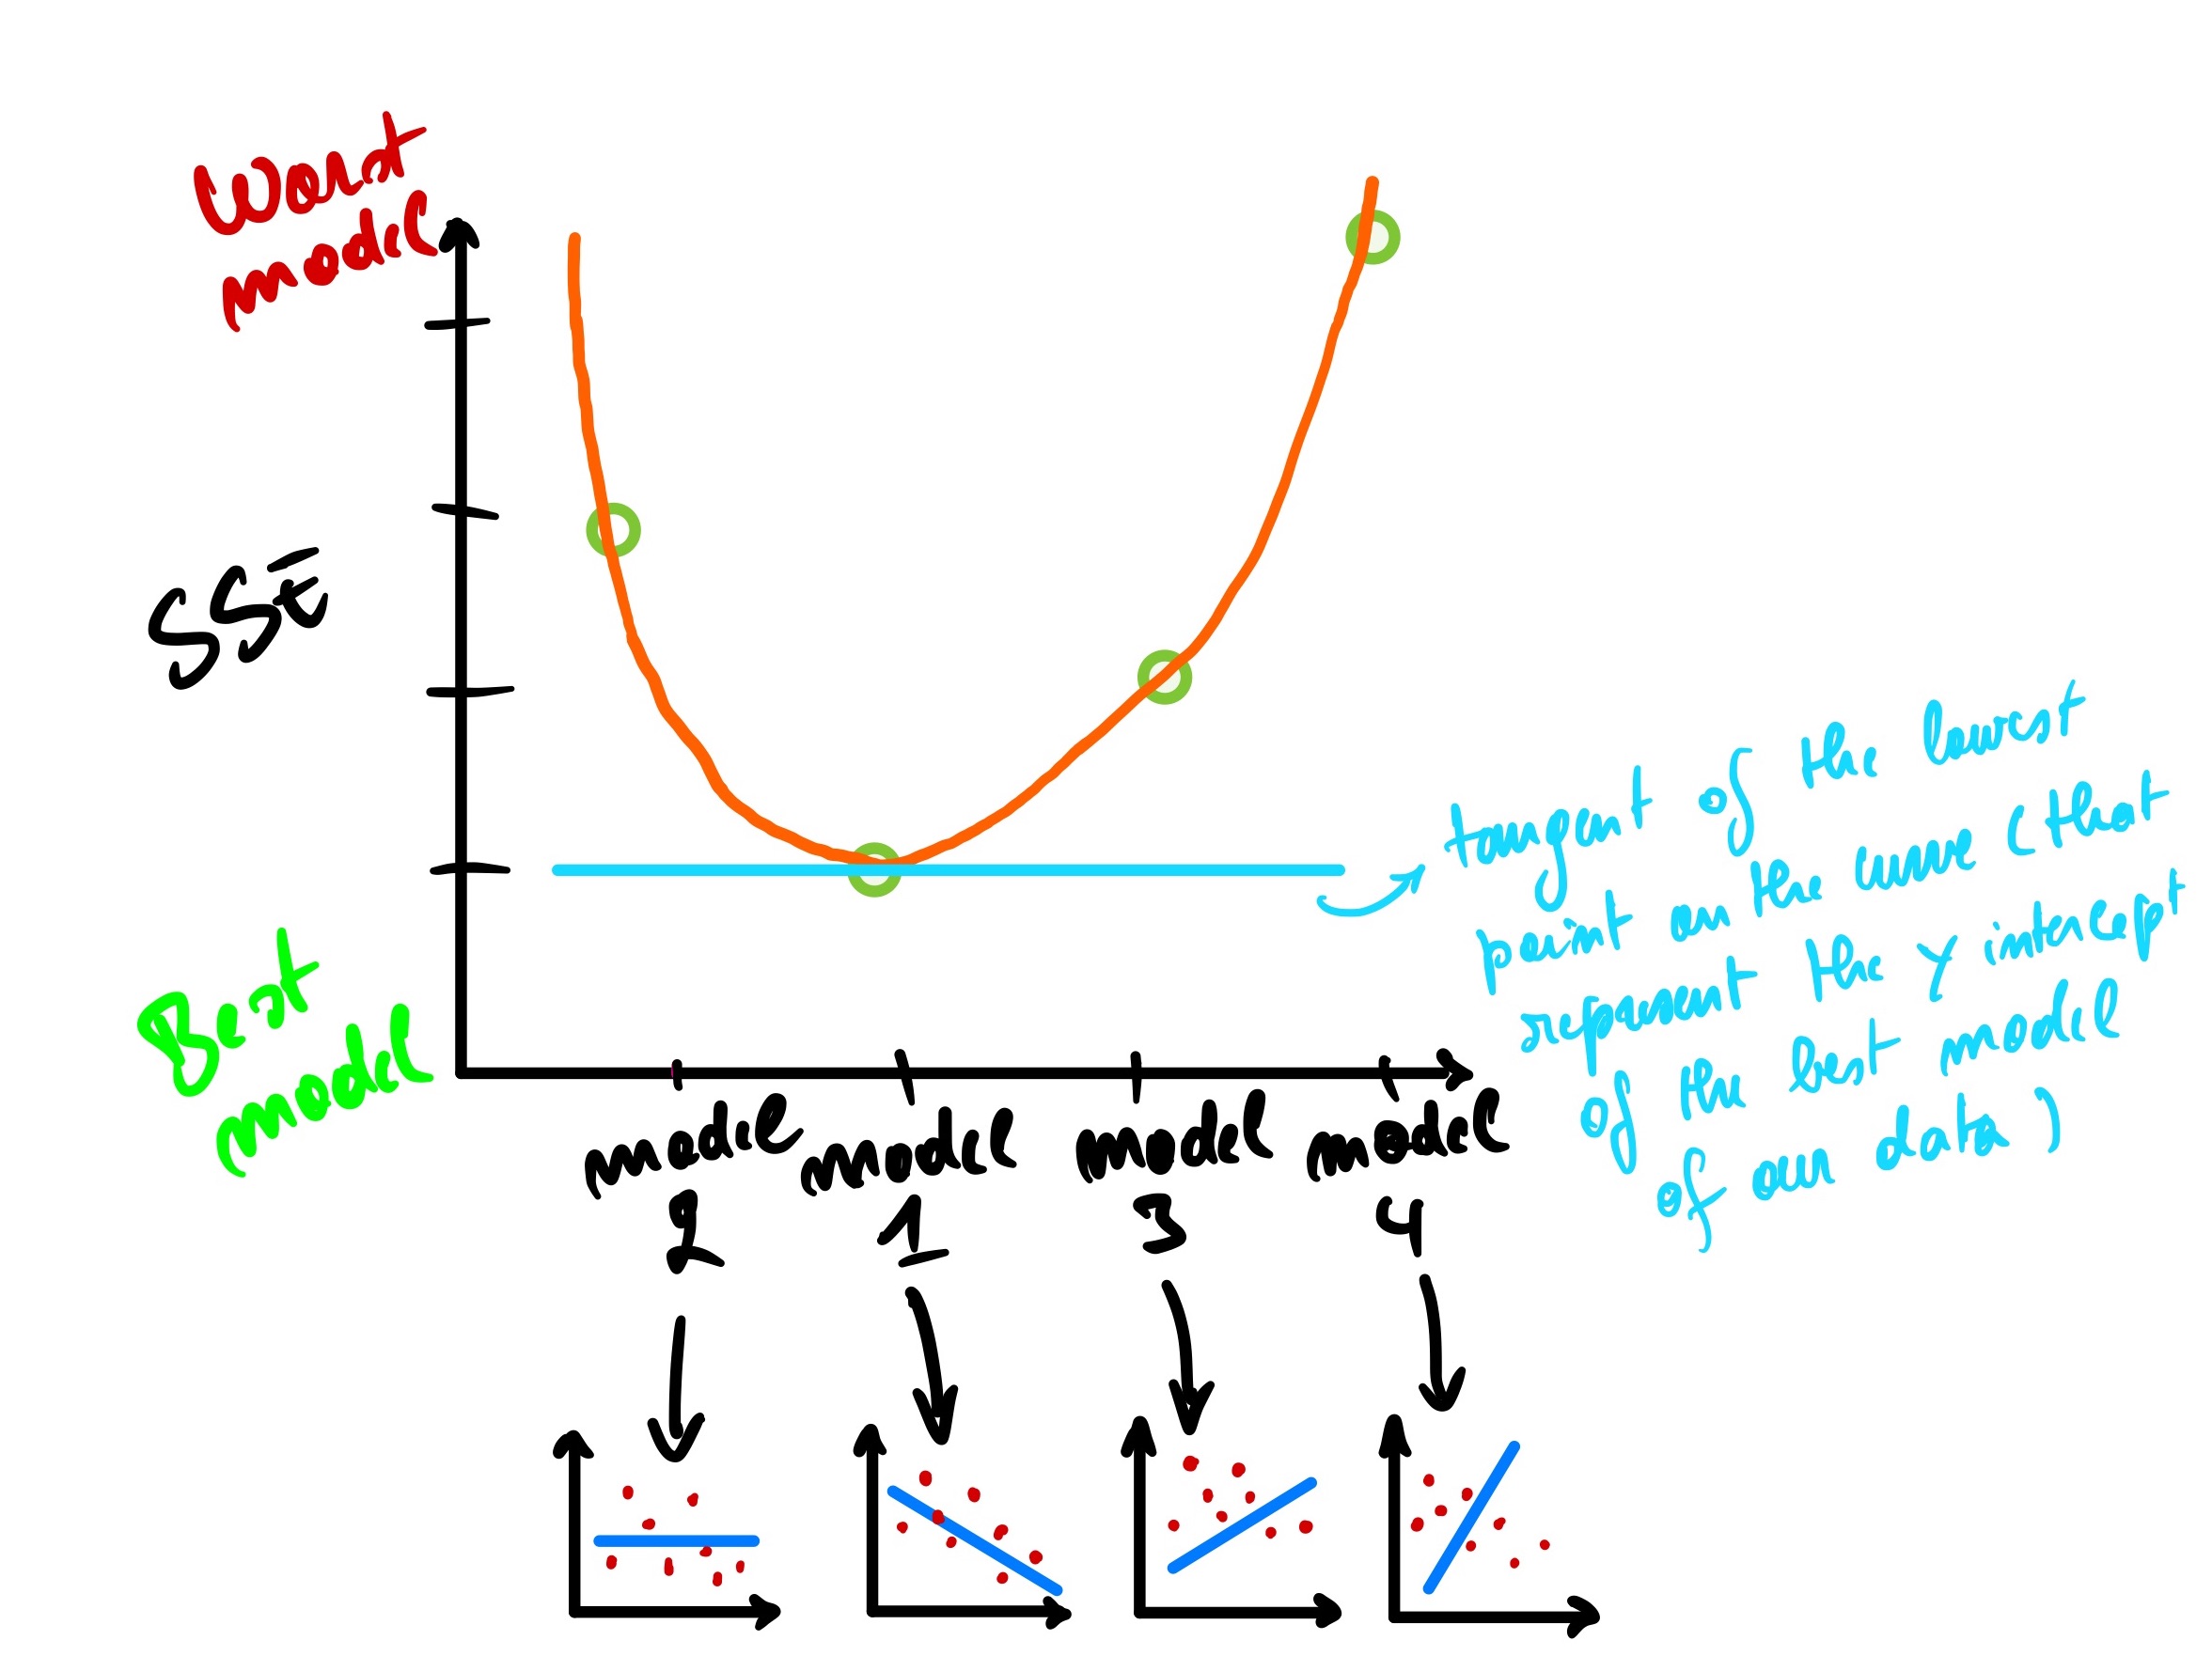 Worst
model
SSE
Best
model
tangent of the lowest
point on the curve (that
represent the Y intercept
of the best model
of our data)
model
2
model
1
model
3
model
4